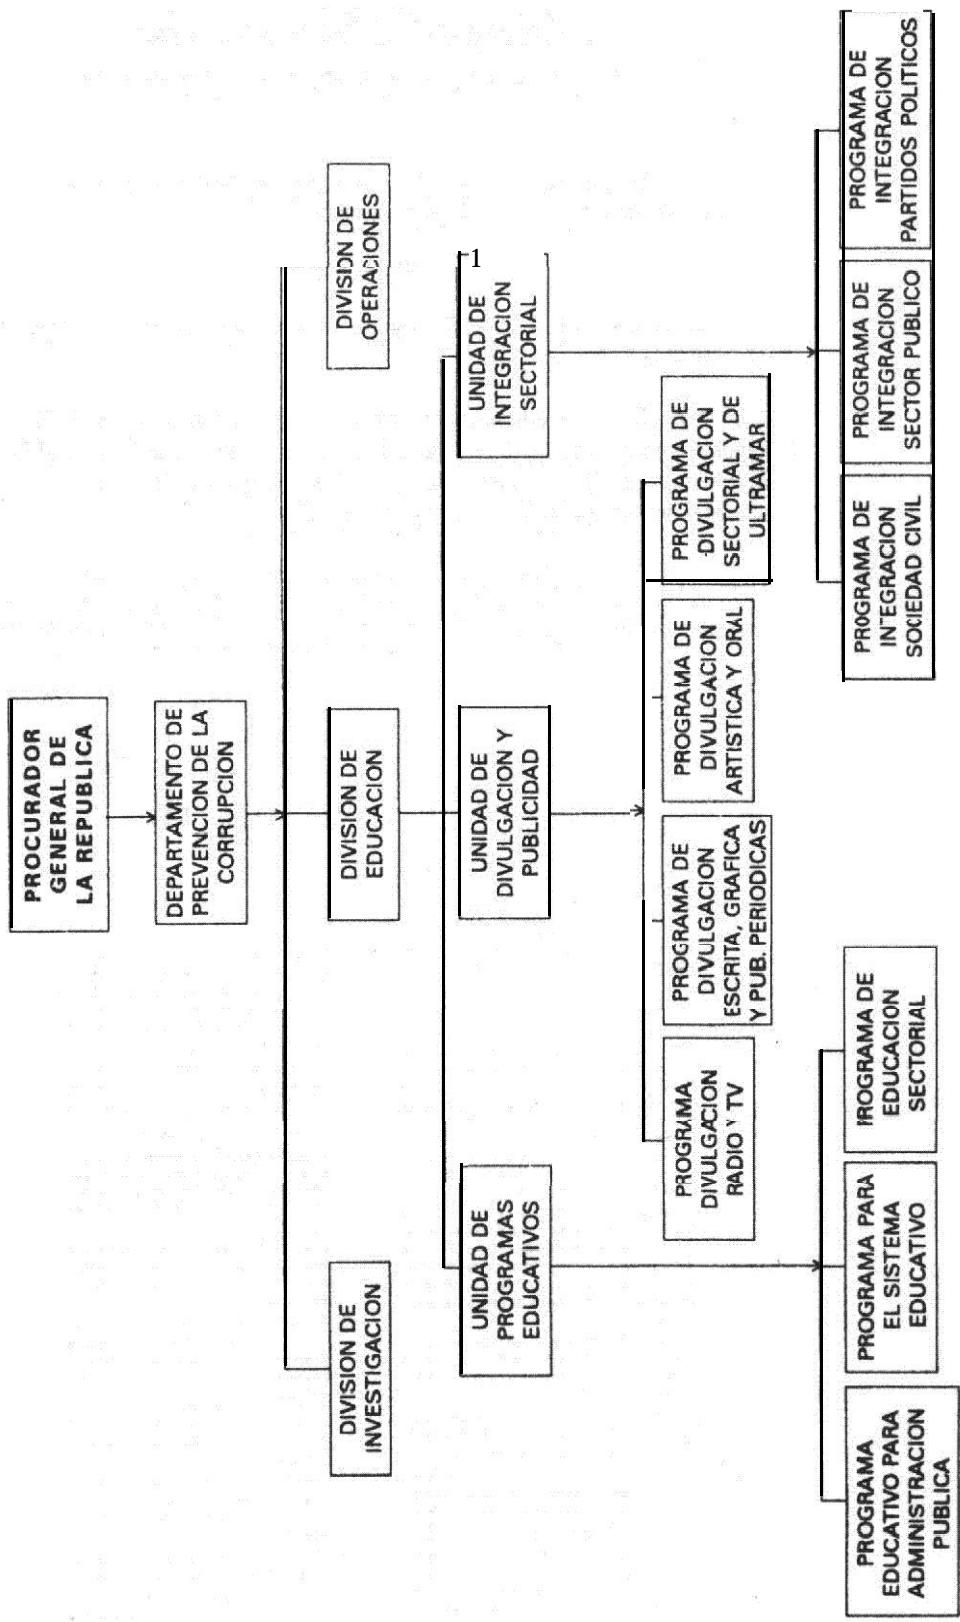 PROCURADOR
GENERAL DE
LA REPUBLICA
DEPARTAMENTO DE
PREVENCION DE LA
CORRUPCION
DIVISION DE
INVESTIGACION
DIVISION DE
EDUCACION
DIVISION DE
OPERACIONES
UNIDAD DE
PROGRAMAS
EDUCATIVOS
UNIDAD DE
DIVULGACION Y
PUBLICIDAD
1
UNIDAD DE
INTEGRACION
SECTORIAL
PROGRAMA
DIVULGACION
RADIO Y TV
PROGRAMA DE
DIVULGACION
ESCRITA, GRAFICA
Y PUB. PERIODICAS
PROGRAMA DE
DIVULGACION
ARTISTICA Y ORAL
PROGRAMA DE
DIVULGACION
SECTORIAL Y DE
ULTRAMAR
PROGRAMA
EDUCATIVO PARA
ADMINISTRACION
PUBLICA
PROGRAMA PARA
EL SISTEMA
EDUCATIVO
PROGRAMA DE
EDUCACION
SECTORIAL
PROGRAMA DE
INTEGRACION
SOCIEDAD CIVIL
PROGRAMA DE
INTEGRACION
SECTOR PUBLICO
PROGRAMA DE
INTEGRACION
PARTIDOS POLITICOS